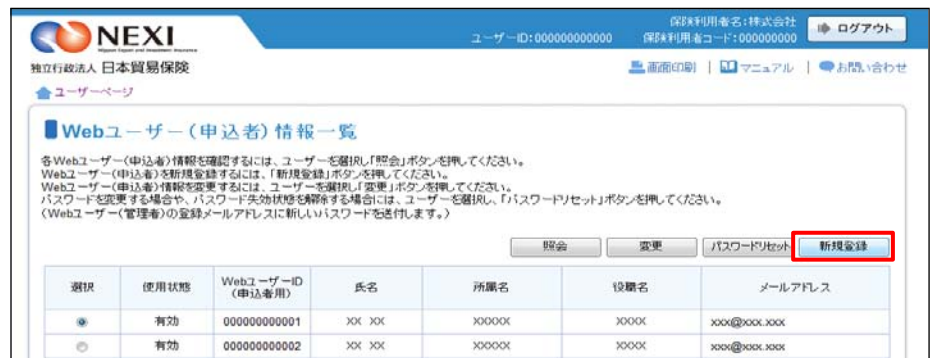 NEXI
Nippon Export and Investment Insurance
ユーザーID:000000000000
保険利用者名:株式会社
保険利用者コード:000000000
ログアウト
独立行政法人 日本貿易保険
画面印刷 | マニュアル | お問い合わせ
ユーザーページ
Webユーザー(申込者)情報一覧
各Webユーザー(申込者)情報を確認するには、ユーザーを選択し「照会」ボタンを押してください。
Webユーザー(申込者)を新規登録するには、「新規登録」ボタンを押してください。
Webユーザー(申込者)情報を変更するには、ユーザーを選択し「変更」ボタンを押してください。
パスワードを変更する場合や、パスワード失効状態を解除する場合には、ユーザーを選択し、「パスワードリセット」ボタンを押してください。
(Webユーザー(管理者)の登録メールアドレスに新しいパスワードを送付します。)
照会 変更 パスワードリセット 新規登録
選択 使用状態 WebユーザーID(申込者用) 氏名 所属名 役職名 メールアドレス
有効 000000000001 XX XX XXXXX XXXX xxx@xxx.xxx
有効 000000000002 XX XX XXXXX XXXX xxx@xxx.xxx